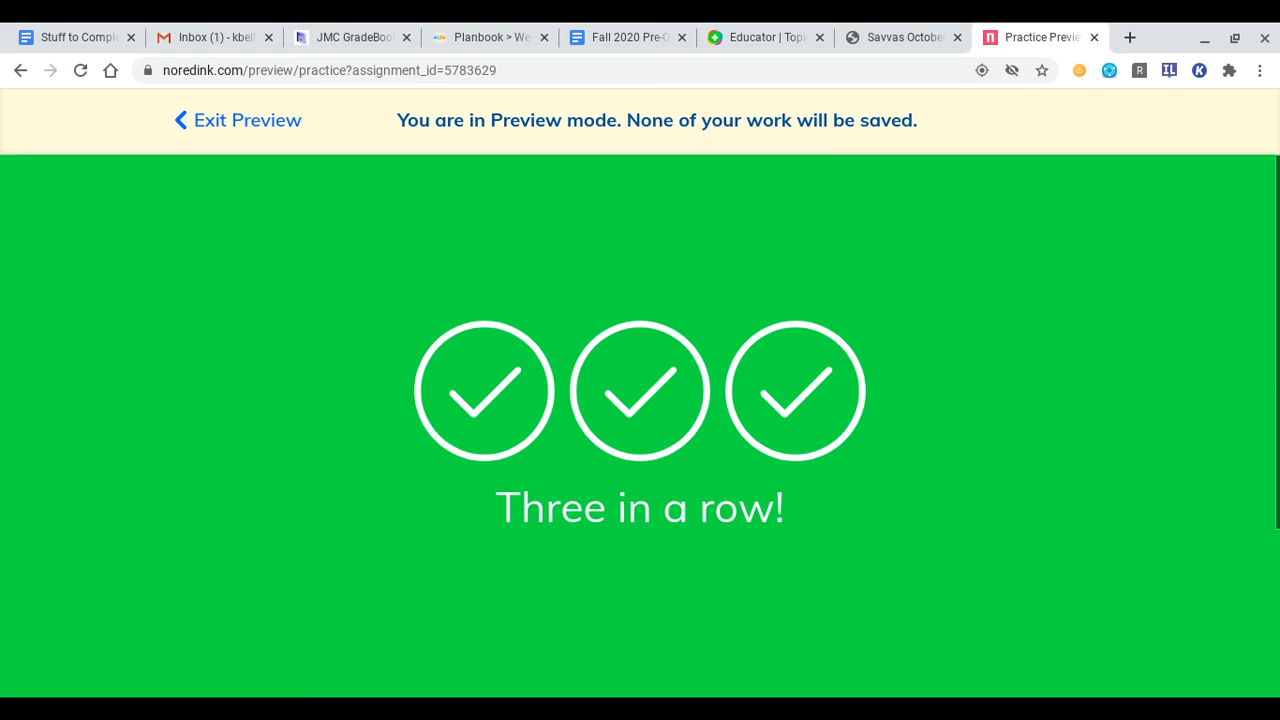 Stuff to Comple
Inbox (1) - kbell
JMC GradeBoo
Planbook > We
Fall 2020 Pre-O
Educator | Topi
Savvas Octobe
Practice Previe
noredink.com/preview/practice?assignment_id=5783629
Exit Preview
You are in Preview mode. None of your work will be saved.
Three in a row!